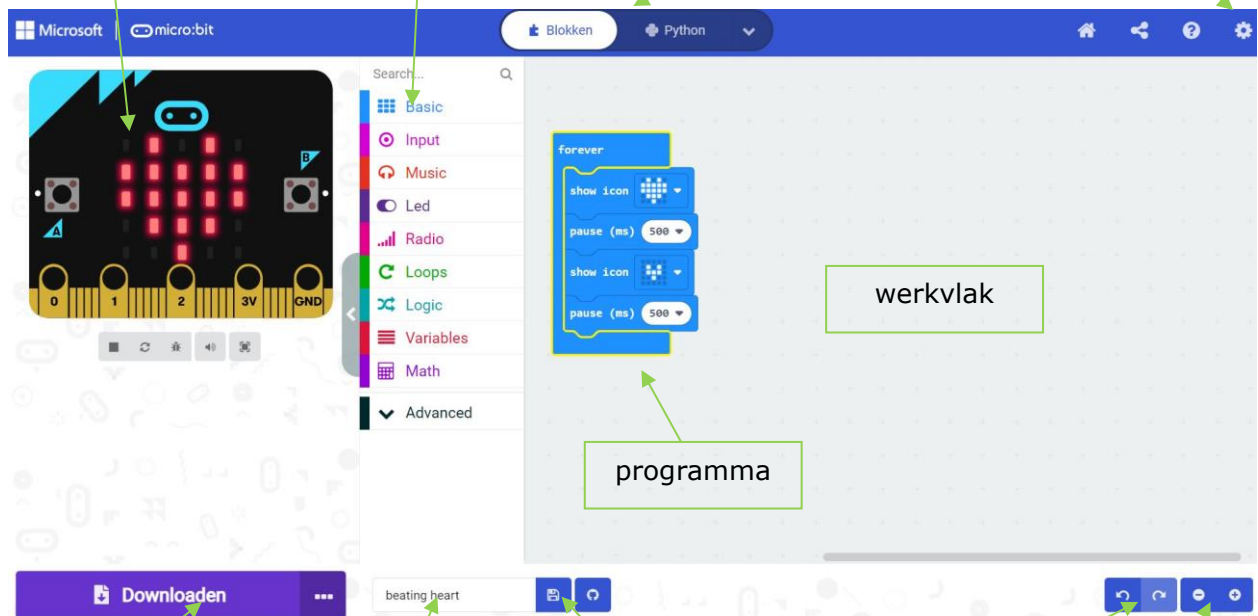 Microsoft micro:bit
Blokken
Python
Search...
Basic
Input
Music
Led
Radio
Loops
Logic
Variables
Math
Advanced
A
B
0 1 2 3V GND
forever
show icon
pause (ms) 500
show icon
pause (ms) 500
werkvlak
programma
Downloaden
beating heart